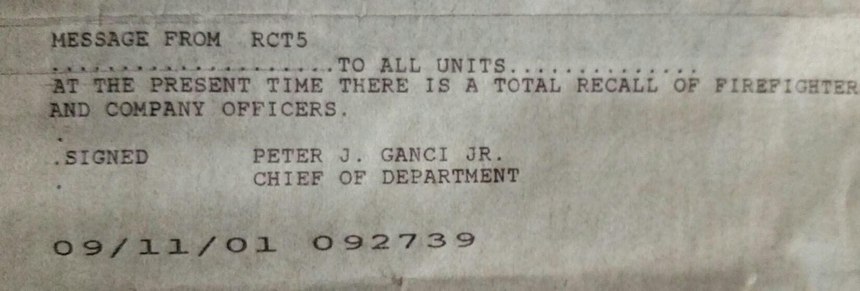 MESSAGE FROM RCT5
......................TO ALL UNITS..............
AT THE PRESENT TIME THERE IS A TOTAL RECALL OF FIREFIGHTER
AND COMPANY OFFICERS.
.
.SIGNED PETER J. GANCI JR.
. CHIEF OF DEPARTMENT
09/11/01 092739